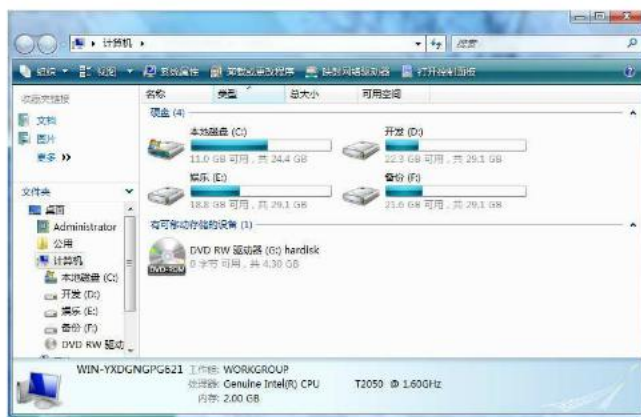 计算机
搜索
组织 视图 系统属性 卸载或更改程序 映射网络驱动器 打开控制面板
收藏夹链接
文档
图片
更多 >>
文件夹
桌面
Administrator
公用
计算机
本地磁盘 (C:)
开发 (D:)
娱乐 (E:)
备份 (F:)
DVD RW 驱动
名称 类型 总大小 可用空间
硬盘 (4)
本地磁盘 (C:)
11.0 GB 可用，共 24.4 GB
开发 (D:)
22.3 GB 可用，共 29.1 GB
娱乐 (E:)
18.8 GB 可用，共 29.1 GB
备份 (F:)
21.6 GB 可用，共 29.1 GB
有可移动存储的设备 (1)
DVD RW 驱动器 (G:) hardisk
0 字节 可用，共 4.30 GB
DVD-ROM
WIN-YXDGNGPG621 工作组: WORKGROUP
处理器: Genuine Intel(R) CPU T2050 @ 1.60GHz
内存: 2.00 GB